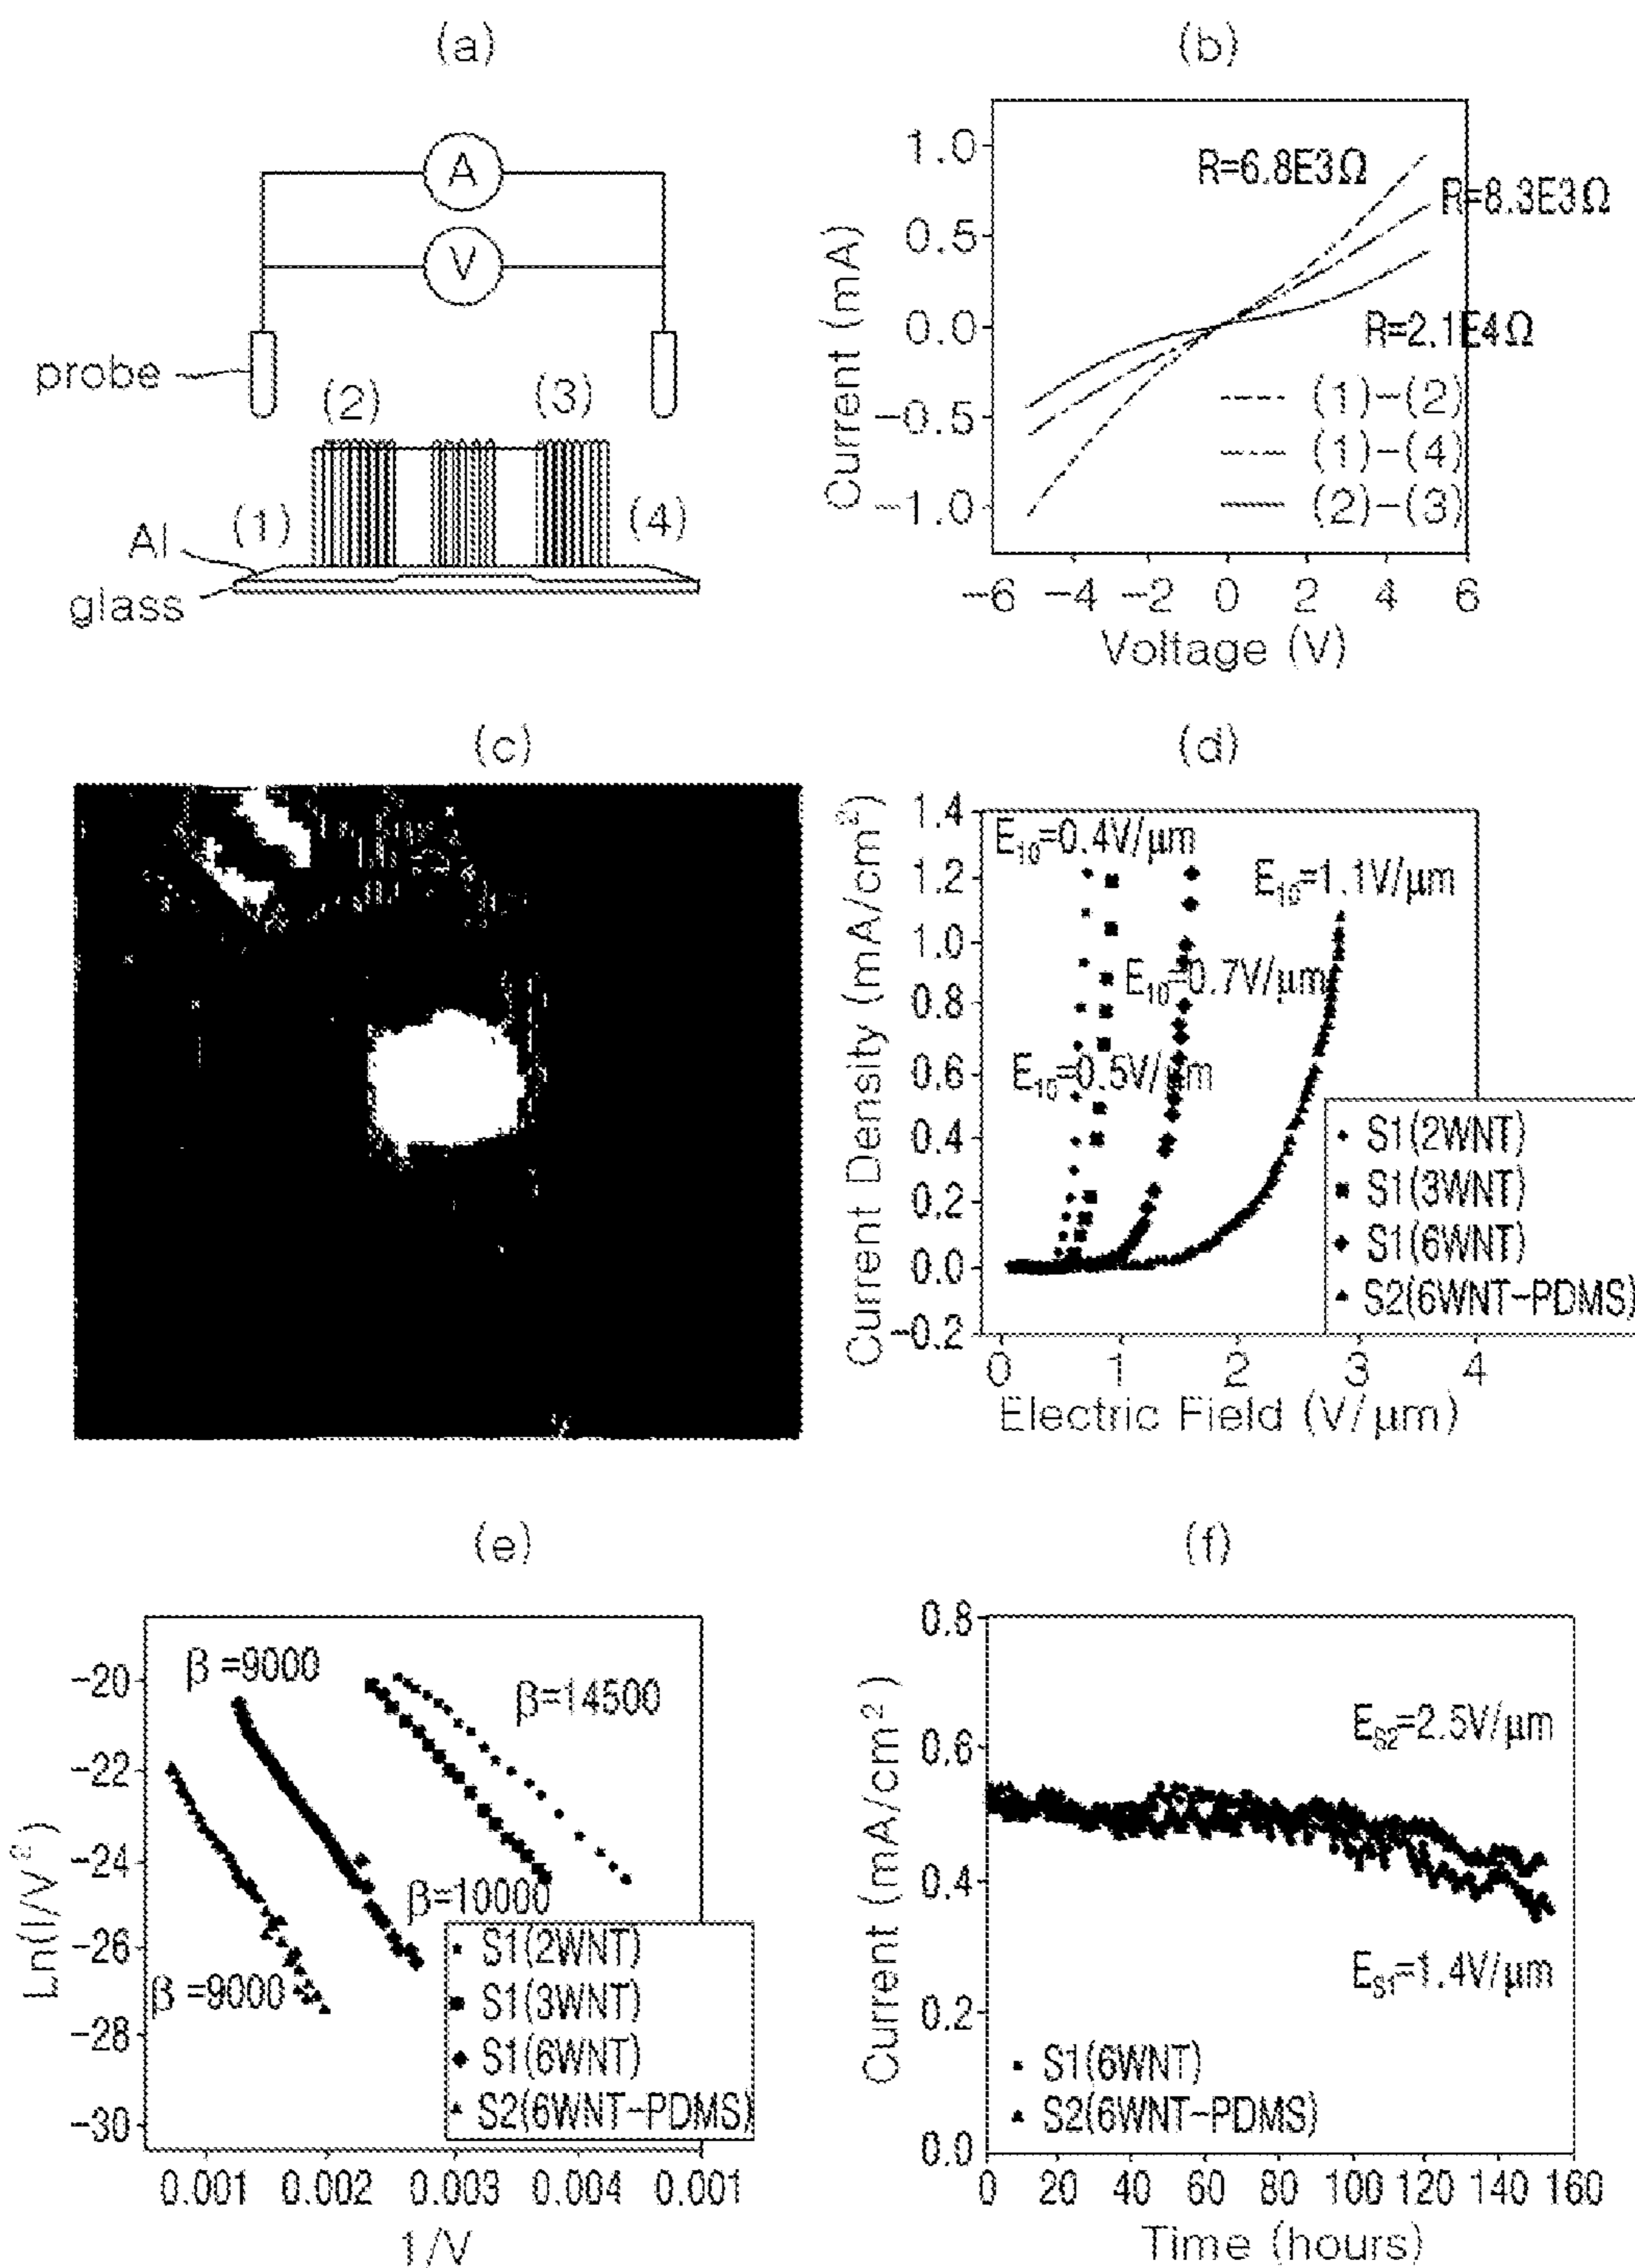 (a)
A
V
probe
(2)
(3)
(1)
(4)
Al
glass
(b)
Current (mA)
1.0
0.5
0.0
-0.5
-1.0
R=6.8E3Ω
R=8.3E3Ω
R=2.1E4Ω
(1)-(2)
(1)-(4)
(2)-(3)
-6 -4 -2 0 2 4 6
Voltage (V)
(c)
(d)
Current Density (mA/cm²)
1.4
1.2
1.0
0.8
0.6
0.4
0.2
0.0
-0.2
E₁₀=0.4V/μm
E₁₀=1.1V/μm
E₁₀=0.7V/μm
E₁₀=0.5V/μm
S1(2WNT)
S1(3WNT)
S1(6WNT)
S2(6WNT-PDMS)
0 1 2 3 4
Electric Field (V/μm)
(e)
Ln(I/V²)
-20
-22
-24
-26
-28
-30
β=9000
β=14500
β=10000
β=9000
S1(2WNT)
S1(3WNT)
S1(6WNT)
S2(6WNT-PDMS)
0.001 0.002 0.003 0.004 0.001
1/V
(f)
Current (mA/cm²)
0.8
0.6
0.4
0.2
0.0
E_S2=2.5V/μm
E_S1=1.4V/μm
S1(6WNT)
S2(6WNT-PDMS)
0 20 40 60 80 100 120 140 160
Time (hours)